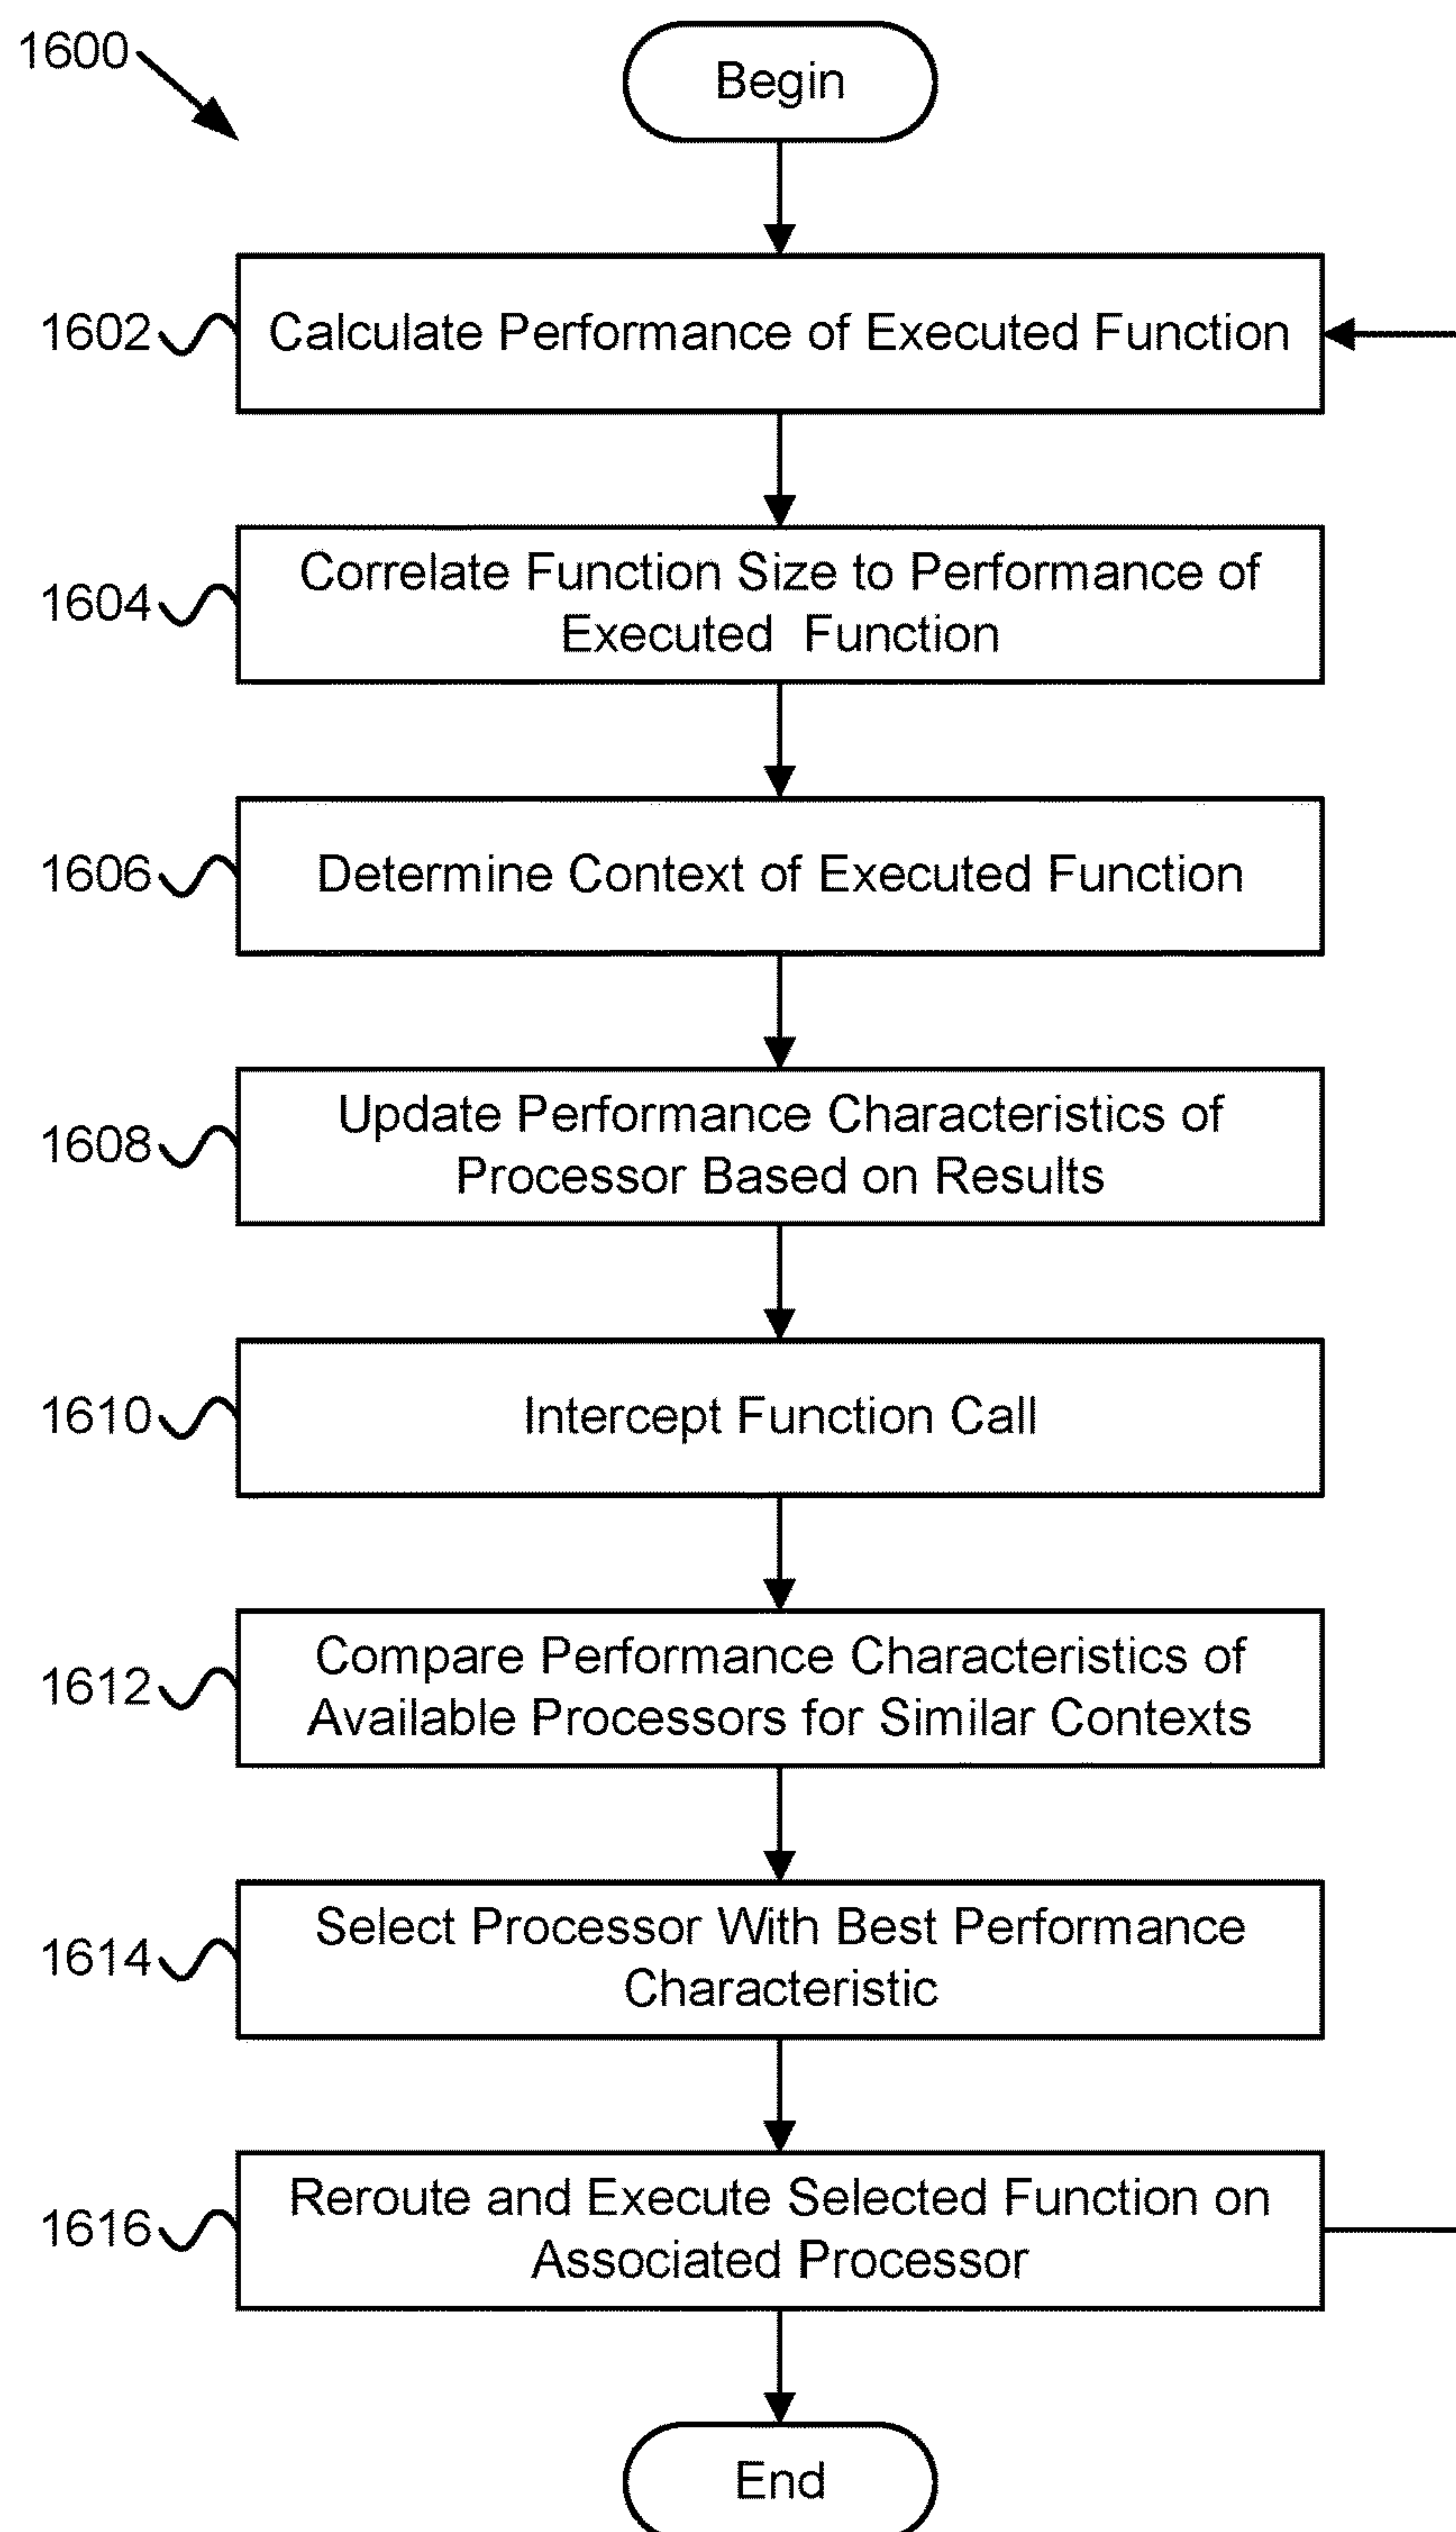 1600
Begin
1602
Calculate Performance of Executed Function
1604
Correlate Function Size to Performance of
Executed Function
1606
Determine Context of Executed Function
1608
Update Performance Characteristics of
Processor Based on Results
1610
Intercept Function Call
1612
Compare Performance Characteristics of
Available Processors for Similar Contexts
1614
Select Processor With Best Performance
Characteristic
1616
Reroute and Execute Selected Function on
Associated Processor
End